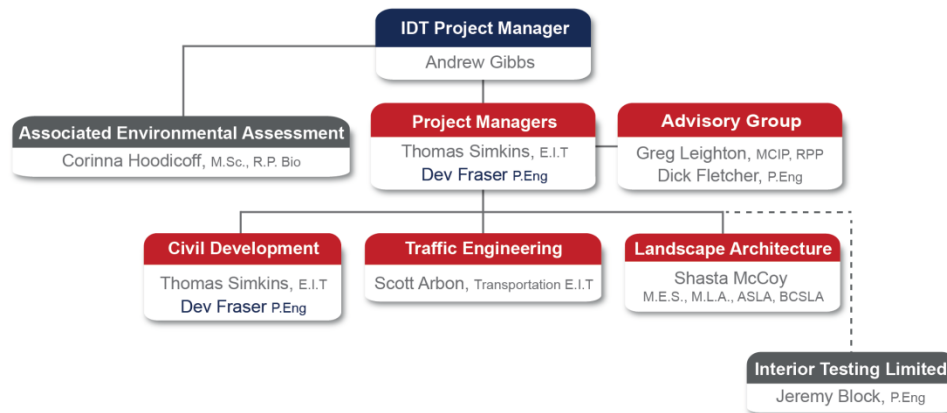 IDT Project Manager
Andrew Gibbs
Associated Environmental Assessment
Corinna Hoodicoff, M.Sc., R.P. Bio
Project Managers
Thomas Simkins, E.I.T
Dev Fraser P.Eng
Advisory Group
Greg Leighton, MCIP, RPP
Dick Fletcher, P.Eng
Civil Development
Thomas Simkins, E.I.T
Dev Fraser P.Eng
Traffic Engineering
Scott Arbon, Transportation E.I.T
Landscape Architecture
Shasta McCoy
M.E.S., M.L.A., ASLA, BCSLA
Interior Testing Limited
Jeremy Block, P.Eng